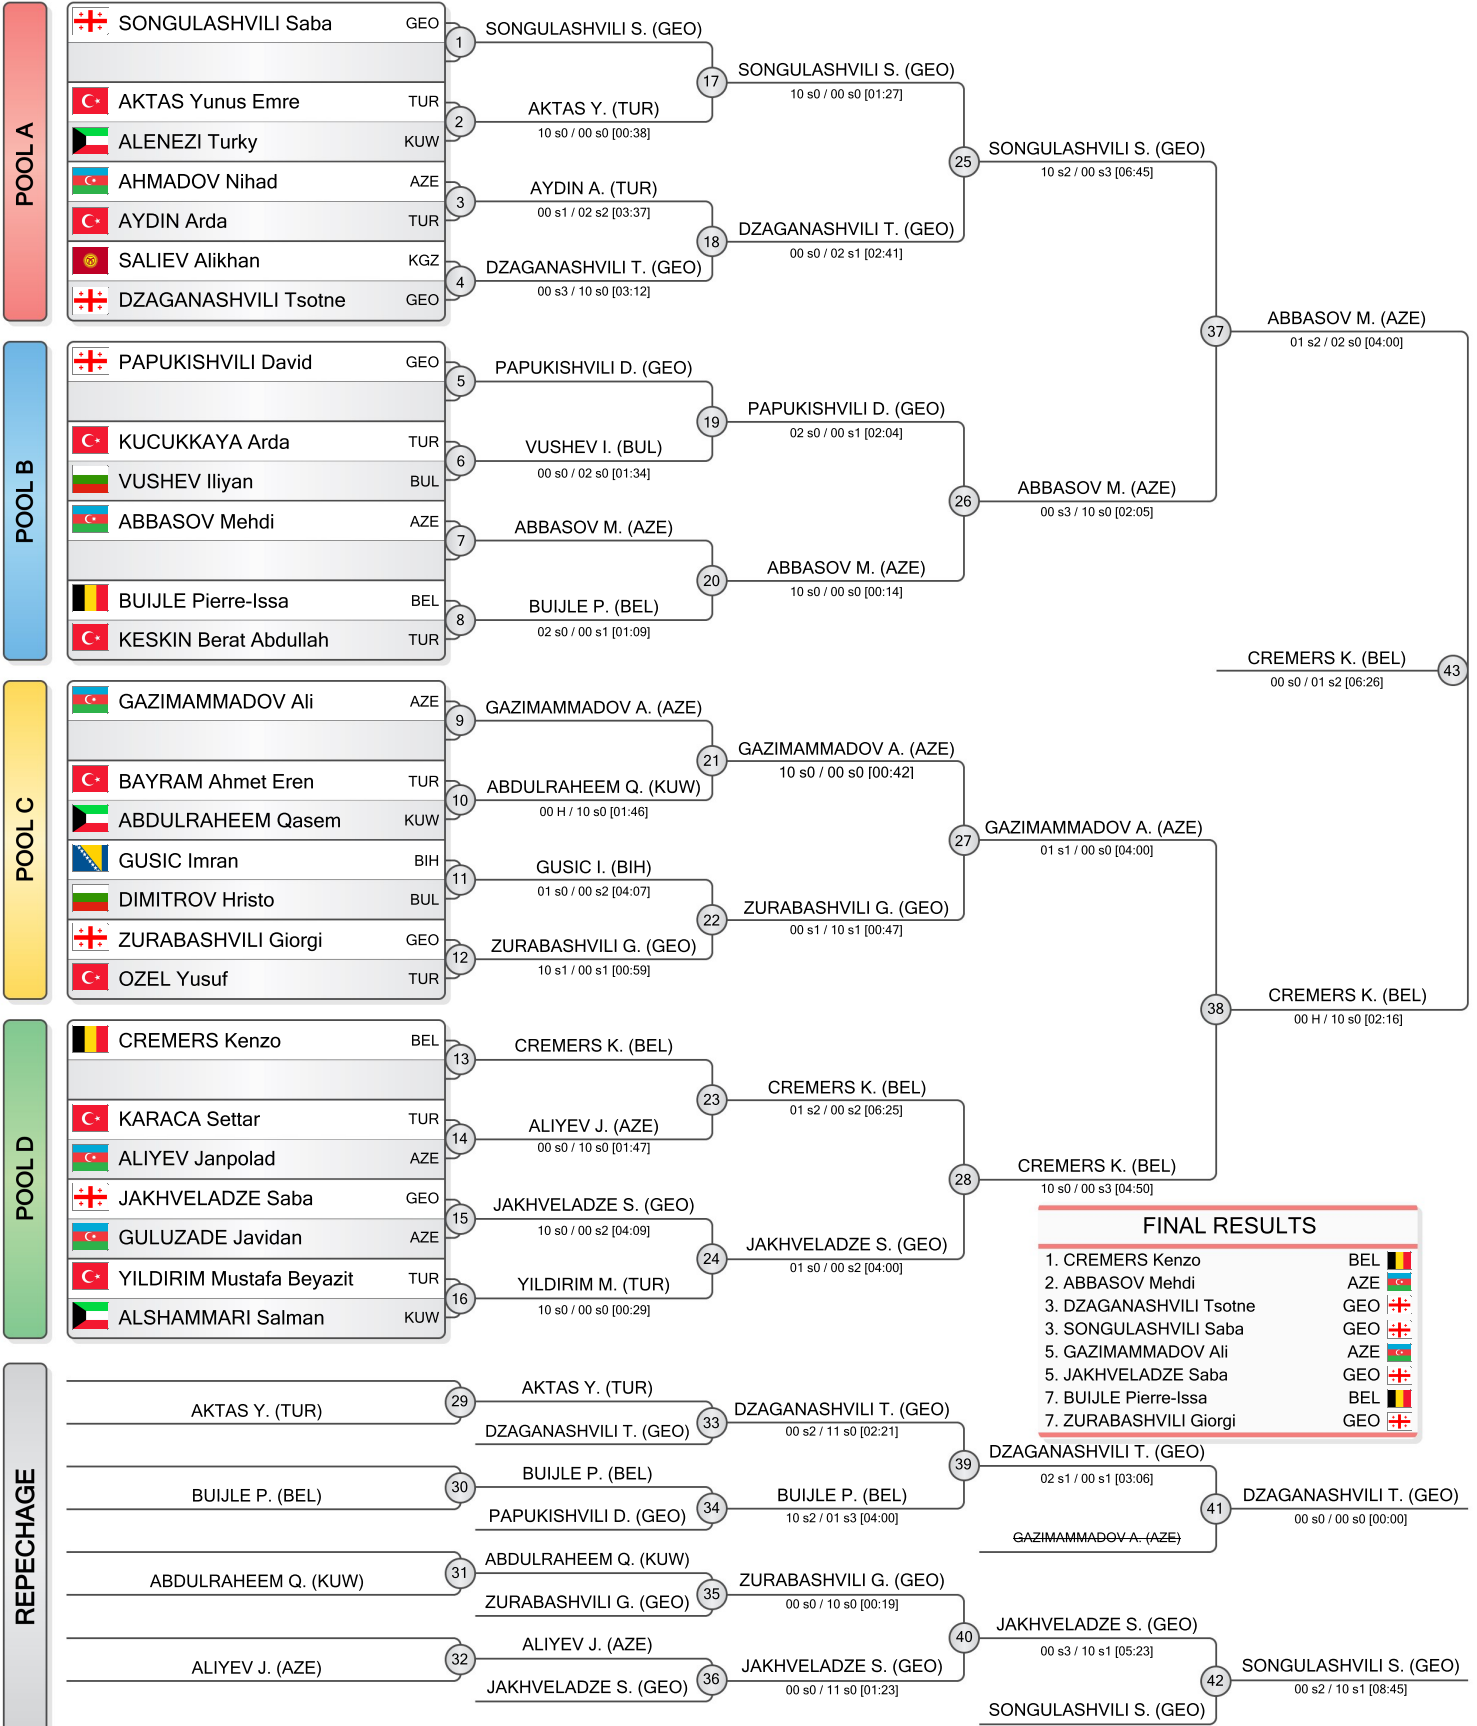 POOL A
SONGULASHVILI Saba GEO
AKTAS Yunus Emre TUR
ALENEZI Turky KUW
AHMADOV Nihad AZE
AYDIN Arda TUR
SALIEV Alikhan KGZ
DZAGANASHVILI Tsotne GEO
1
SONGULASHVILI S. (GEO)
2
AKTAS Y. (TUR)
10 s0 / 00 s0 [00:38]
3
AYDIN A. (TUR)
00 s1 / 02 s2 [03:37]
4
DZAGANASHVILI T. (GEO)
00 s3 / 10 s0 [03:12]
17
SONGULASHVILI S. (GEO)
10 s0 / 00 s0 [01:27]
18
DZAGANASHVILI T. (GEO)
00 s0 / 02 s1 [02:41]
25
SONGULASHVILI S. (GEO)
10 s2 / 00 s3 [06:45]
POOL B
PAPUKISHVILI David GEO
KUCUKKAYA Arda TUR
VUSHEV Iliyan BUL
ABBASOV Mehdi AZE
BUIJLE Pierre-Issa BEL
KESKIN Berat Abdullah TUR
5
PAPUKISHVILI D. (GEO)
6
VUSHEV I. (BUL)
00 s0 / 02 s0 [01:34]
7
ABBASOV M. (AZE)
8
BUIJLE P. (BEL)
02 s0 / 00 s1 [01:09]
19
PAPUKISHVILI D. (GEO)
02 s0 / 00 s1 [02:04]
20
ABBASOV M. (AZE)
10 s0 / 00 s0 [00:14]
26
ABBASOV M. (AZE)
00 s3 / 10 s0 [02:05]
37
ABBASOV M. (AZE)
01 s2 / 02 s0 [04:00]
CREMERS K. (BEL)
00 s0 / 01 s2 [06:26]
43
POOL C
GAZIMAMMADOV Ali AZE
BAYRAM Ahmet Eren TUR
ABDULRAHEEM Qasem KUW
GUSIC Imran BIH
DIMITROV Hristo BUL
ZURABASHVILI Giorgi GEO
OZEL Yusuf TUR
9
GAZIMAMMADOV A. (AZE)
10
ABDULRAHEEM Q. (KUW)
00 H / 10 s0 [01:46]
11
GUSIC I. (BIH)
01 s0 / 00 s2 [04:07]
12
ZURABASHVILI G. (GEO)
10 s1 / 00 s1 [00:59]
21
GAZIMAMMADOV A. (AZE)
10 s0 / 00 s0 [00:42]
22
ZURABASHVILI G. (GEO)
00 s1 / 10 s1 [00:47]
27
GAZIMAMMADOV A. (AZE)
01 s1 / 00 s0 [04:00]
POOL D
CREMERS Kenzo BEL
KARACA Settar TUR
ALIYEV Janpolad AZE
JAKHVELADZE Saba GEO
GULUZADE Javidan AZE
YILDIRIM Mustafa Beyazit TUR
ALSHAMMARI Salman KUW
13
CREMERS K. (BEL)
14
ALIYEV J. (AZE)
00 s0 / 10 s0 [01:47]
15
JAKHVELADZE S. (GEO)
10 s0 / 00 s2 [04:09]
16
YILDIRIM M. (TUR)
10 s0 / 00 s0 [00:29]
23
CREMERS K. (BEL)
01 s2 / 00 s2 [06:25]
24
JAKHVELADZE S. (GEO)
01 s0 / 00 s2 [04:00]
28
CREMERS K. (BEL)
10 s0 / 00 s3 [04:50]
38
CREMERS K. (BEL)
00 H / 10 s0 [02:16]
FINAL RESULTS
1. CREMERS Kenzo BEL
2. ABBASOV Mehdi AZE
3. DZAGANASHVILI Tsotne GEO
3. SONGULASHVILI Saba GEO
5. GAZIMAMMADOV Ali AZE
5. JAKHVELADZE Saba GEO
7. BUIJLE Pierre-Issa BEL
7. ZURABASHVILI Giorgi GEO
REPECHAGE
AKTAS Y. (TUR)
29
AKTAS Y. (TUR)
DZAGANASHVILI T. (GEO)
33
DZAGANASHVILI T. (GEO)
00 s2 / 11 s0 [02:21]
BUIJLE P. (BEL)
30
BUIJLE P. (BEL)
PAPUKISHVILI D. (GEO)
34
BUIJLE P. (BEL)
10 s2 / 01 s3 [04:00]
39
DZAGANASHVILI T. (GEO)
02 s1 / 00 s1 [03:06]
GAZIMAMMADOV A. (AZE)
41
DZAGANASHVILI T. (GEO)
00 s0 / 00 s0 [00:00]
ABDULRAHEEM Q. (KUW)
31
ABDULRAHEEM Q. (KUW)
ZURABASHVILI G. (GEO)
35
ZURABASHVILI G. (GEO)
00 s0 / 10 s0 [00:19]
ALIYEV J. (AZE)
32
ALIYEV J. (AZE)
JAKHVELADZE S. (GEO)
36
JAKHVELADZE S. (GEO)
00 s0 / 11 s0 [01:23]
40
JAKHVELADZE S. (GEO)
00 s3 / 10 s1 [05:23]
SONGULASHVILI S. (GEO)
42
SONGULASHVILI S. (GEO)
00 s2 / 10 s1 [08:45]